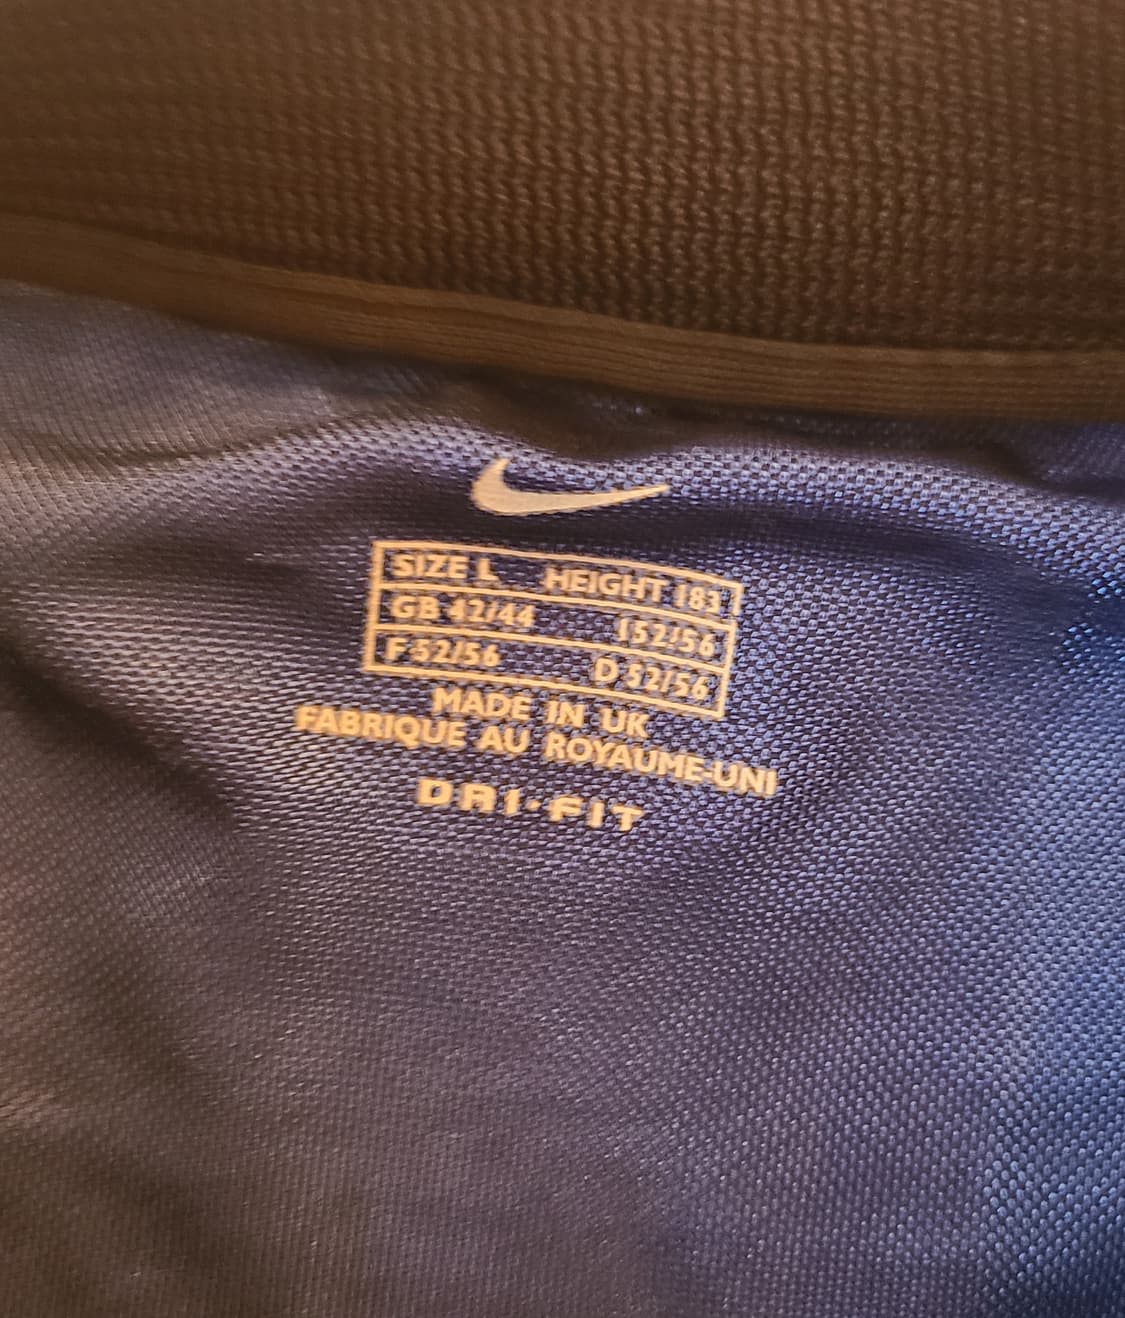 SIZE L HEIGHT 183
GB 42/44 I 52/56
F 52/56 D 52/56
MADE IN UK
FABRIQUE AU ROYAUME-UNI
DRI·FIT